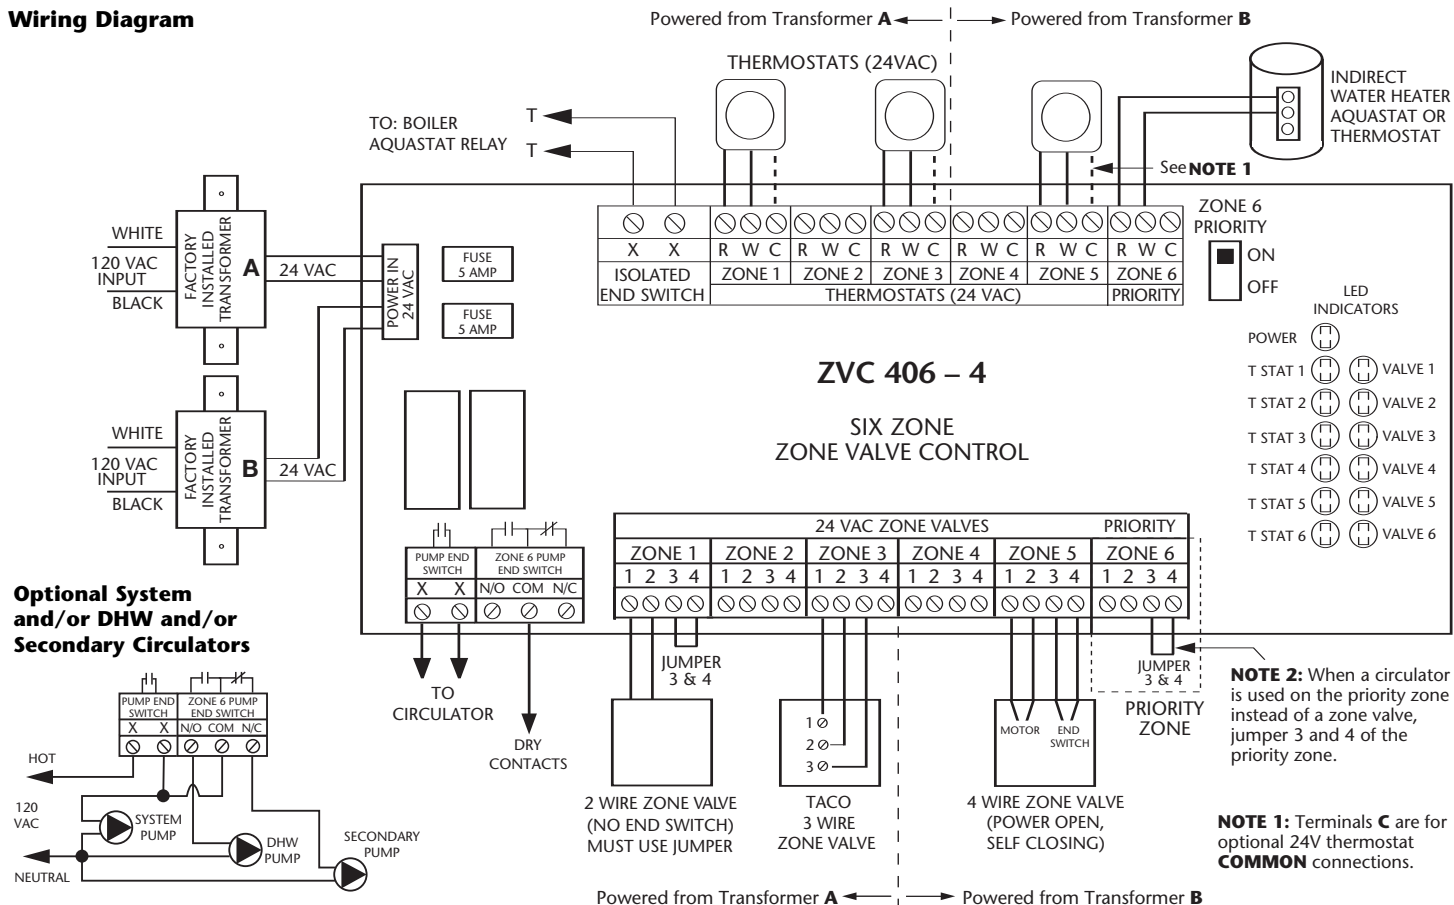 Wiring Diagram
Powered from Transformer A
Powered from Transformer B
THERMOSTATS (24VAC)
TO: BOILER
AQUASTAT RELAY
T
T
INDIRECT
WATER HEATER
AQUASTAT OR
THERMOSTAT
See NOTE 1
WHITE
120 VAC
INPUT
BLACK
FACTORY
INSTALLED
TRANSFORMER
A
24 VAC
POWER IN
24 VAC
FUSE
5 AMP
FUSE
5 AMP
X X R W C R W C R W C R W C R W C R W C
ISOLATED
END SWITCH
ZONE 1 ZONE 2 ZONE 3 ZONE 4 ZONE 5 ZONE 6
THERMOSTATS (24 VAC) PRIORITY
ZONE 6
PRIORITY
ON
OFF
LED
INDICATORS
POWER
T STAT 1 VALVE 1
T STAT 2 VALVE 2
T STAT 3 VALVE 3
T STAT 4 VALVE 4
T STAT 5 VALVE 5
T STAT 6 VALVE 6
ZVC 406 – 4
SIX ZONE
ZONE VALVE CONTROL
WHITE
120 VAC
INPUT
BLACK
FACTORY
INSTALLED
TRANSFORMER
B
24 VAC
PUMP END
SWITCH
X X
ZONE 6 PUMP
END SWITCH
N/O COM N/C
24 VAC ZONE VALVES PRIORITY
ZONE 1 ZONE 2 ZONE 3 ZONE 4 ZONE 5 ZONE 6
1 2 3 4 1 2 3 4 1 2 3 4 1 2 3 4 1 2 3 4 1 2 3 4
TO
CIRCULATOR
DRY
CONTACTS
JUMPER
3 & 4
2 WIRE ZONE VALVE
(NO END SWITCH)
MUST USE JUMPER
1
2
3
TACO
3 WIRE
ZONE VALVE
MOTOR
END
SWITCH
4 WIRE ZONE VALVE
(POWER OPEN,
SELF CLOSING)
JUMPER
3 & 4
PRIORITY
ZONE
NOTE 2: When a circulator
is used on the priority zone
instead of a zone valve,
jumper 3 and 4 of the
priority zone.
NOTE 1: Terminals C are for
optional 24V thermostat
COMMON connections.
Optional System
and/or DHW and/or
Secondary Circulators
PUMP END
SWITCH
X X
ZONE 6 PUMP
END SWITCH
N/O COM N/C
HOT
120
VAC
NEUTRAL
SYSTEM
PUMP
DHW
PUMP
SECONDARY
PUMP
Powered from Transformer A
Powered from Transformer B